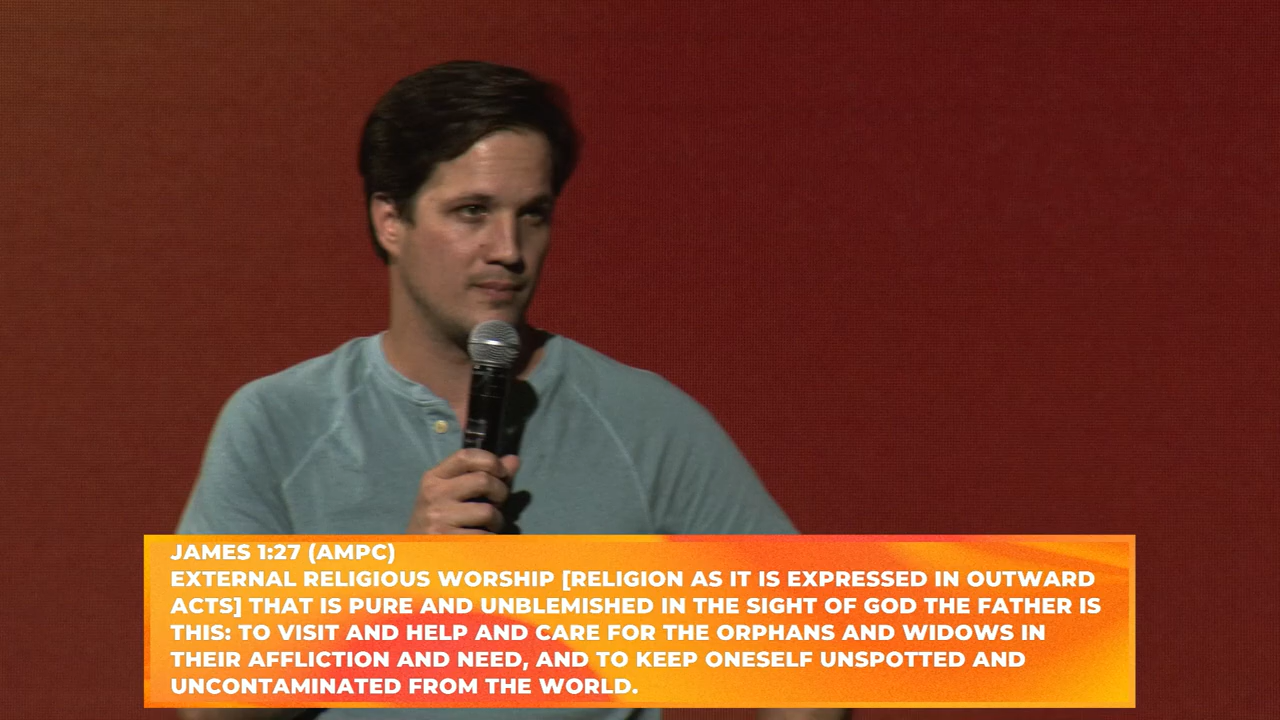 JAMES 1:27 (AMPC)
EXTERNAL RELIGIOUS WORSHIP [RELIGION AS IT IS EXPRESSED IN OUTWARD
ACTS] THAT IS PURE AND UNBLEMISHED IN THE SIGHT OF GOD THE FATHER IS
THIS: TO VISIT AND HELP AND CARE FOR THE ORPHANS AND WIDOWS IN
THEIR AFFLICTION AND NEED, AND TO KEEP ONESELF UNSPOTTED AND
UNCONTAMINATED FROM THE WORLD.